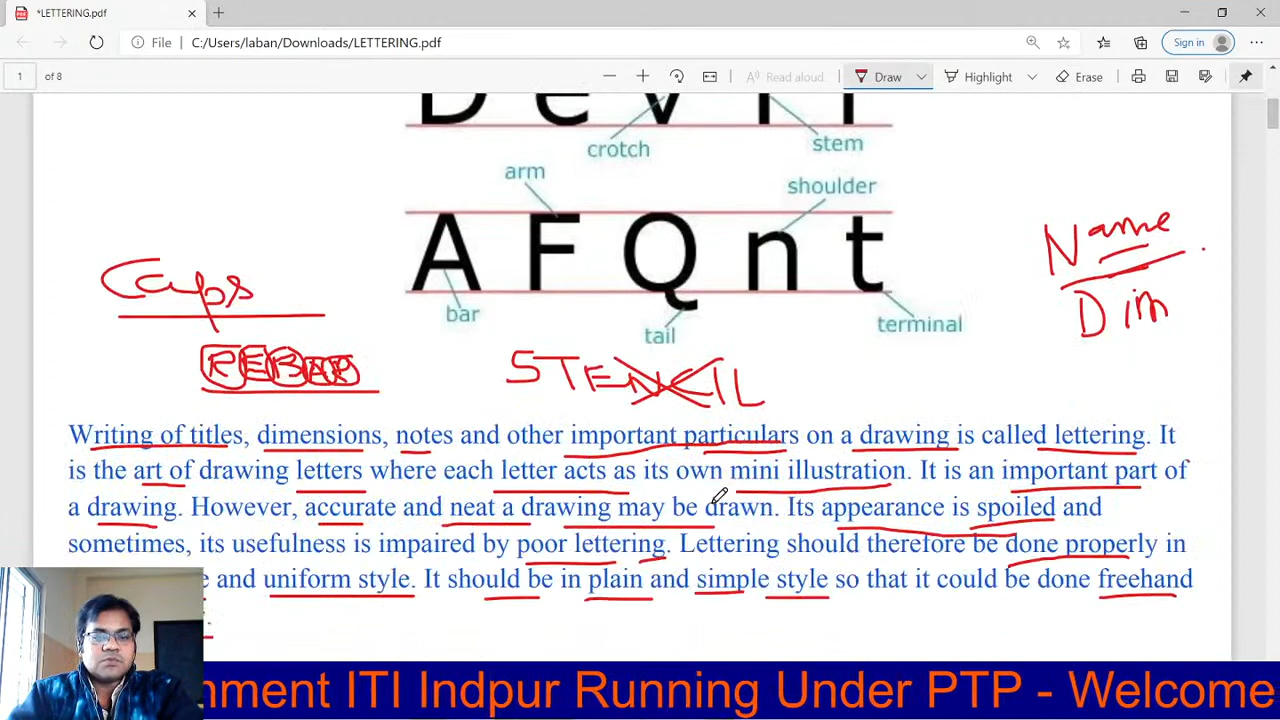 *LETTERING.pdf
File C:/Users/laban/Downloads/LETTERING.pdf Sign in
1 of 8 Read aloud Draw Highlight Erase
crotch stem
arm shoulder
A F Q n t
bar tail terminal
Caps
Name
Dim
REBAR
STENCIL
Writing of titles, dimensions, notes and other important particulars on a drawing is called lettering. It
is the art of drawing letters where each letter acts as its own mini illustration. It is an important part of
a drawing. However, accurate and neat a drawing may be drawn. Its appearance is spoiled and
sometimes, its usefulness is impaired by poor lettering. Lettering should therefore be done properly in
and uniform style. It should be in plain and simple style so that it could be done freehand
nment ITI Indpur Running Under PTP - Welcome